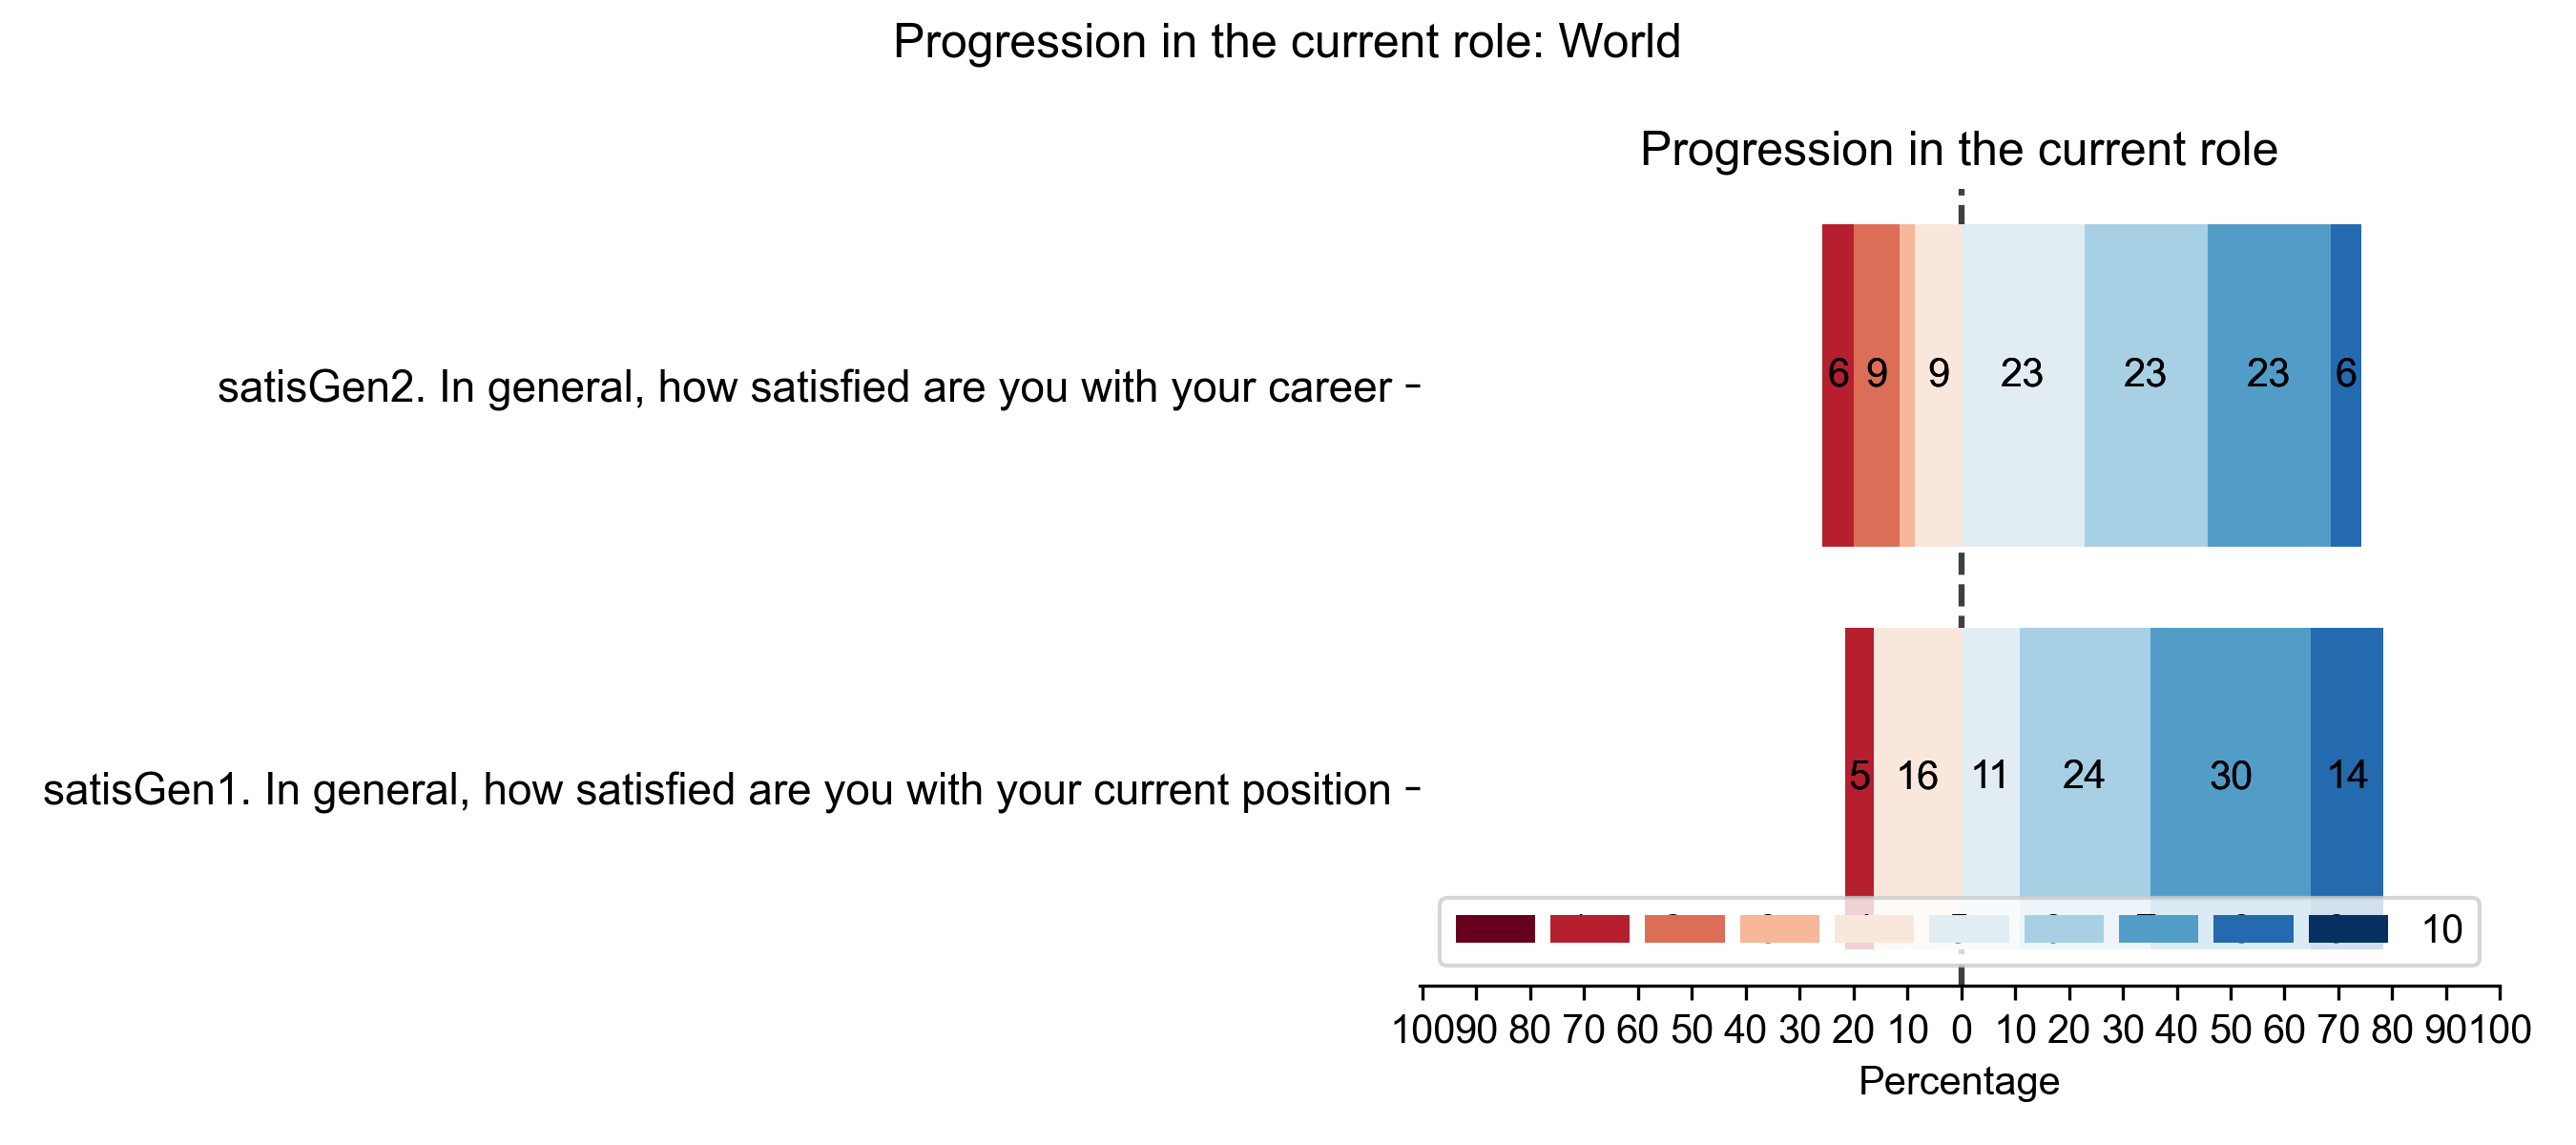 Progression in the current role: World
Progression in the current role
satisGen2. In general, how satisfied are you with your career
6 9 9 23 23 23 6
satisGen1. In general, how satisfied are you with your current position
5 16 11 24 30 14
10
100 90 80 70 60 50 40 30 20 10 0 10 20 30 40 50 60 70 80 90 100
Percentage